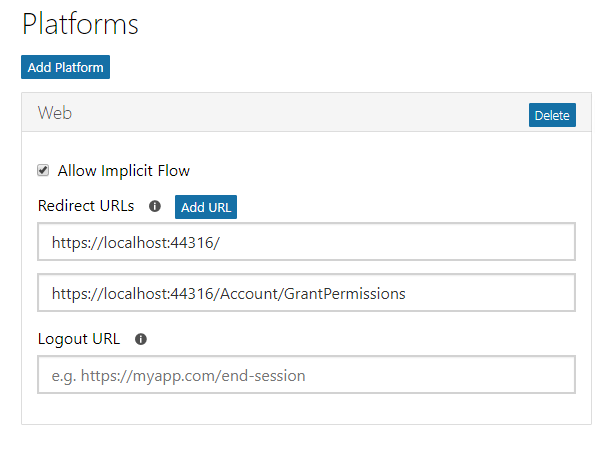 Platforms
Add Platform
Web
Delete
Allow Implicit Flow
Redirect URLs
Add URL
https://localhost:44316/
https://localhost:44316/Account/GrantPermissions
Logout URL
e.g. https://myapp.com/end-session